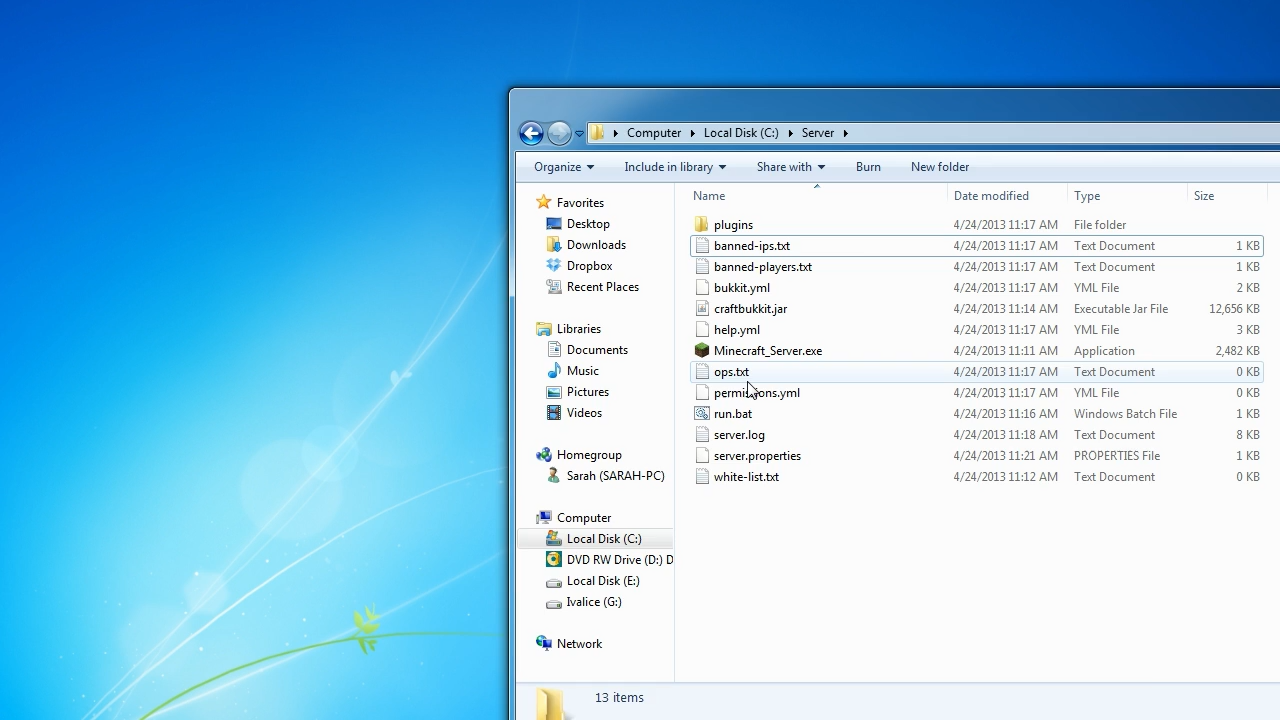 Computer Local Disk (C:) Server
Organize Include in library Share with Burn New folder
Favorites
Desktop
Downloads
Dropbox
Recent Places
Libraries
Documents
Music
Pictures
Videos
Homegroup
Sarah (SARAH-PC)
Computer
Local Disk (C:)
DVD RW Drive (D:) D
Local Disk (E:)
Ivalice (G:)
Network
Name Date modified Type Size
plugins 4/24/2013 11:17 AM File folder
banned-ips.txt 4/24/2013 11:17 AM Text Document 1 KB
banned-players.txt 4/24/2013 11:17 AM Text Document 1 KB
bukkit.yml 4/24/2013 11:17 AM YML File 2 KB
craftbukkit.jar 4/24/2013 11:14 AM Executable Jar File 12,656 KB
help.yml 4/24/2013 11:17 AM YML File 3 KB
Minecraft_Server.exe 4/24/2013 11:11 AM Application 2,482 KB
ops.txt 4/24/2013 11:17 AM Text Document 0 KB
permissions.yml 4/24/2013 11:17 AM YML File 0 KB
run.bat 4/24/2013 11:16 AM Windows Batch File 1 KB
server.log 4/24/2013 11:18 AM Text Document 8 KB
server.properties 4/24/2013 11:21 AM PROPERTIES File 1 KB
white-list.txt 4/24/2013 11:12 AM Text Document 0 KB
13 items